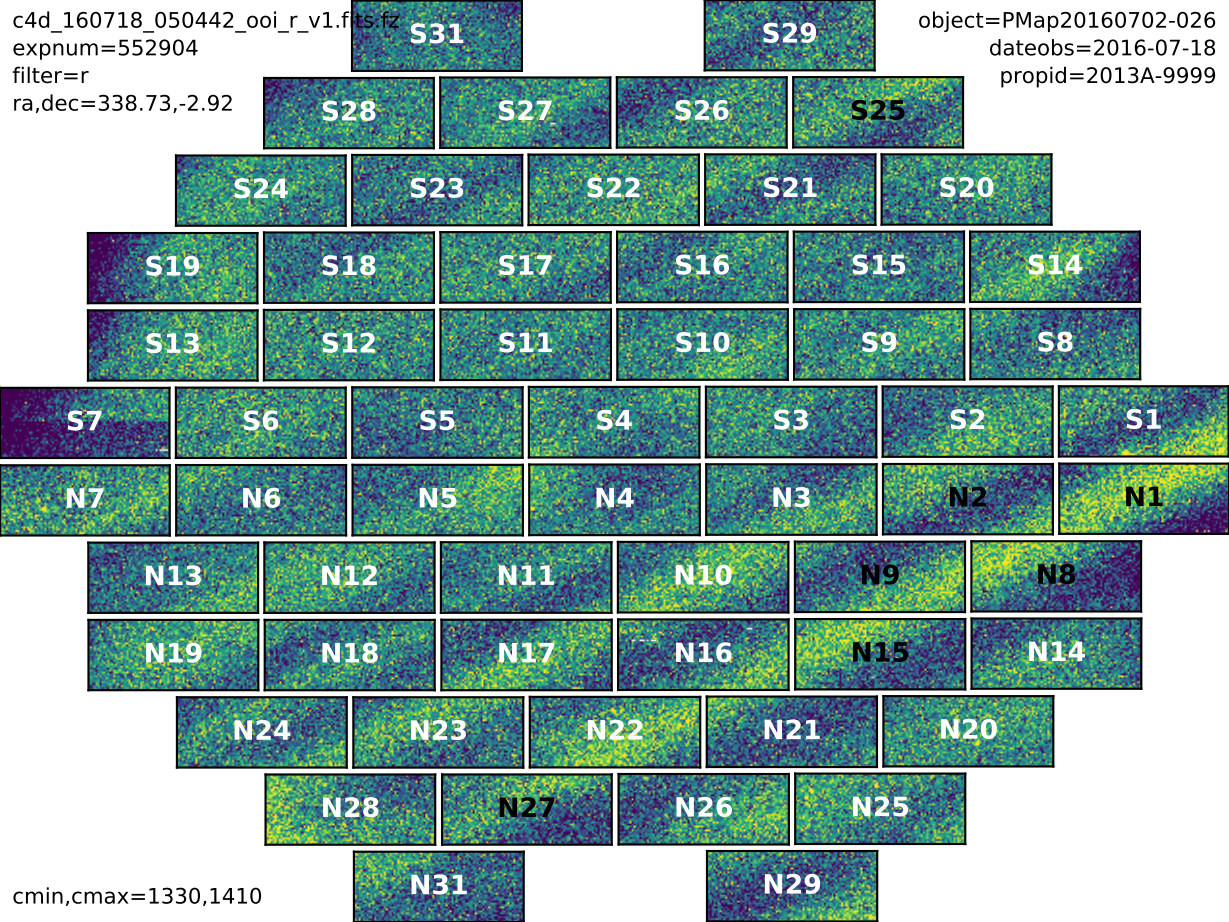 c4d_160718_050442_ooi_r_v1.fits.fz
expnum=552904
filter=r
ra,dec=338.73,-2.92
object=PMap20160702-026
dateobs=2016-07-18
propid=2013A-9999
S31 S29
S28 S27 S26 S25
S24 S23 S22 S21 S20
S19 S18 S17 S16 S15 S14
S13 S12 S11 S10 S9 S8
S7 S6 S5 S4 S3 S2 S1
N7 N6 N5 N4 N3 N2 N1
N13 N12 N11 N10 N9 N8
N19 N18 N17 N16 N15 N14
N24 N23 N22 N21 N20
N28 N27 N26 N25
N31 N29
cmin,cmax=1330,1410